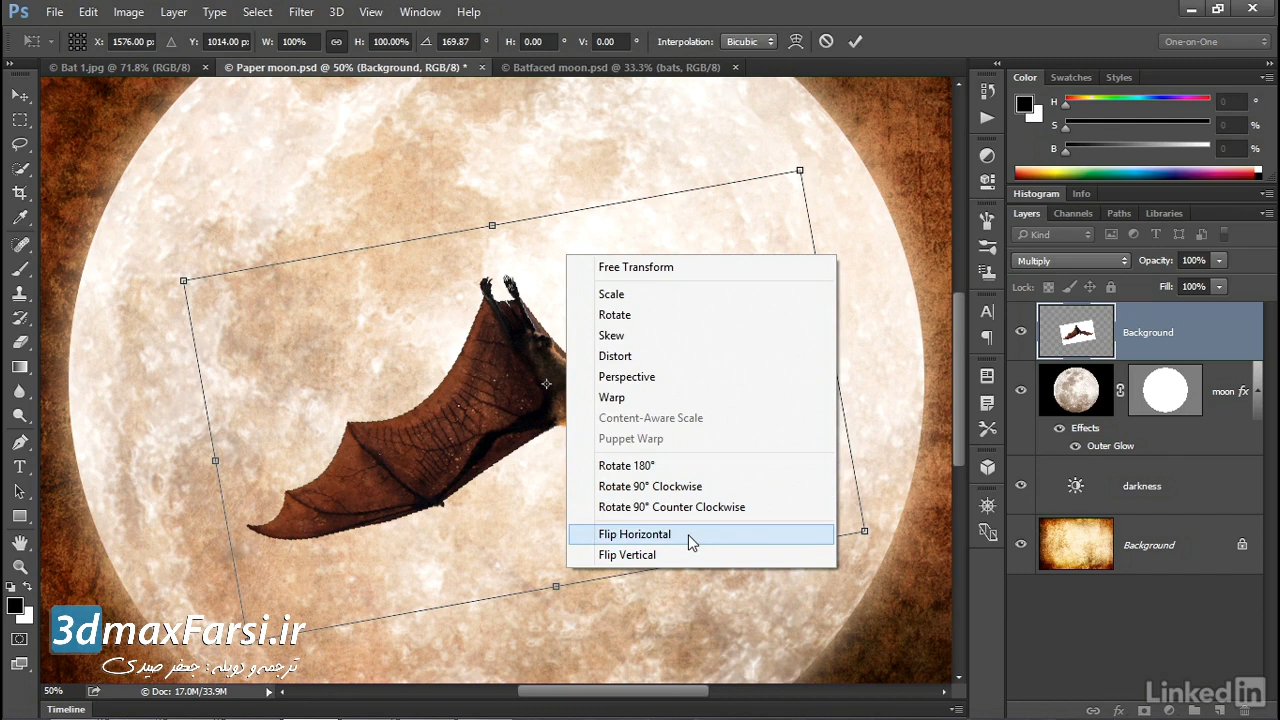 Ps File Edit Image Layer Type Select Filter 3D View Window Help
X: 1576.00 p: Y: 1014.00 p: W: 100% H: 100.00% 169.87 ° H: 0.00 ° V: 0.00 ° Interpolation: Bicubic One-on-One
© Bat 1.jpg @ 71.8% (RGB/8) × © Paper moon.psd @ 50% (Background, RGB/8) * × © Batfaced moon.psd @ 33.3% (bats, RGB/8) ×
Color Swatches Styles
H 0 °
S 0 %
B 0 %
Histogram Info
Layers Channels Paths Libraries
Kind
Multiply Opacity: 100%
Lock: Fill: 100%
Background
moon fx
Effects
Outer Glow
darkness
Background
Free Transform
Scale
Rotate
Skew
Distort
Perspective
Warp
Content-Aware Scale
Puppet Warp
Rotate 180°
Rotate 90° Clockwise
Rotate 90° Counter Clockwise
Flip Horizontal
Flip Vertical
3dmaxFarsi.ir
ترجمه و دوبله : جعفر صیدی
50% © Doc: 17.0M/33.9M
Timeline
Linked in